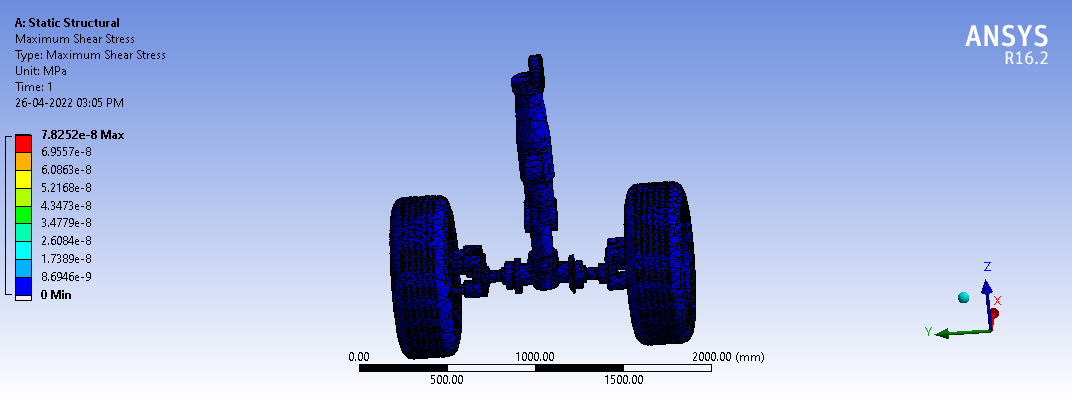 A: Static Structural
Maximum Shear Stress
Type: Maximum Shear Stress
Unit: MPa
Time: 1
26-04-2022 03:05 PM
7.8252e-8 Max
6.9557e-8
6.0863e-8
5.2168e-8
4.3473e-8
3.4779e-8
2.6084e-8
1.7389e-8
8.6946e-9
0 Min
ANSYS
R16.2
0.00 1000.00 2000.00 (mm)
500.00 1500.00
Z
X
Y